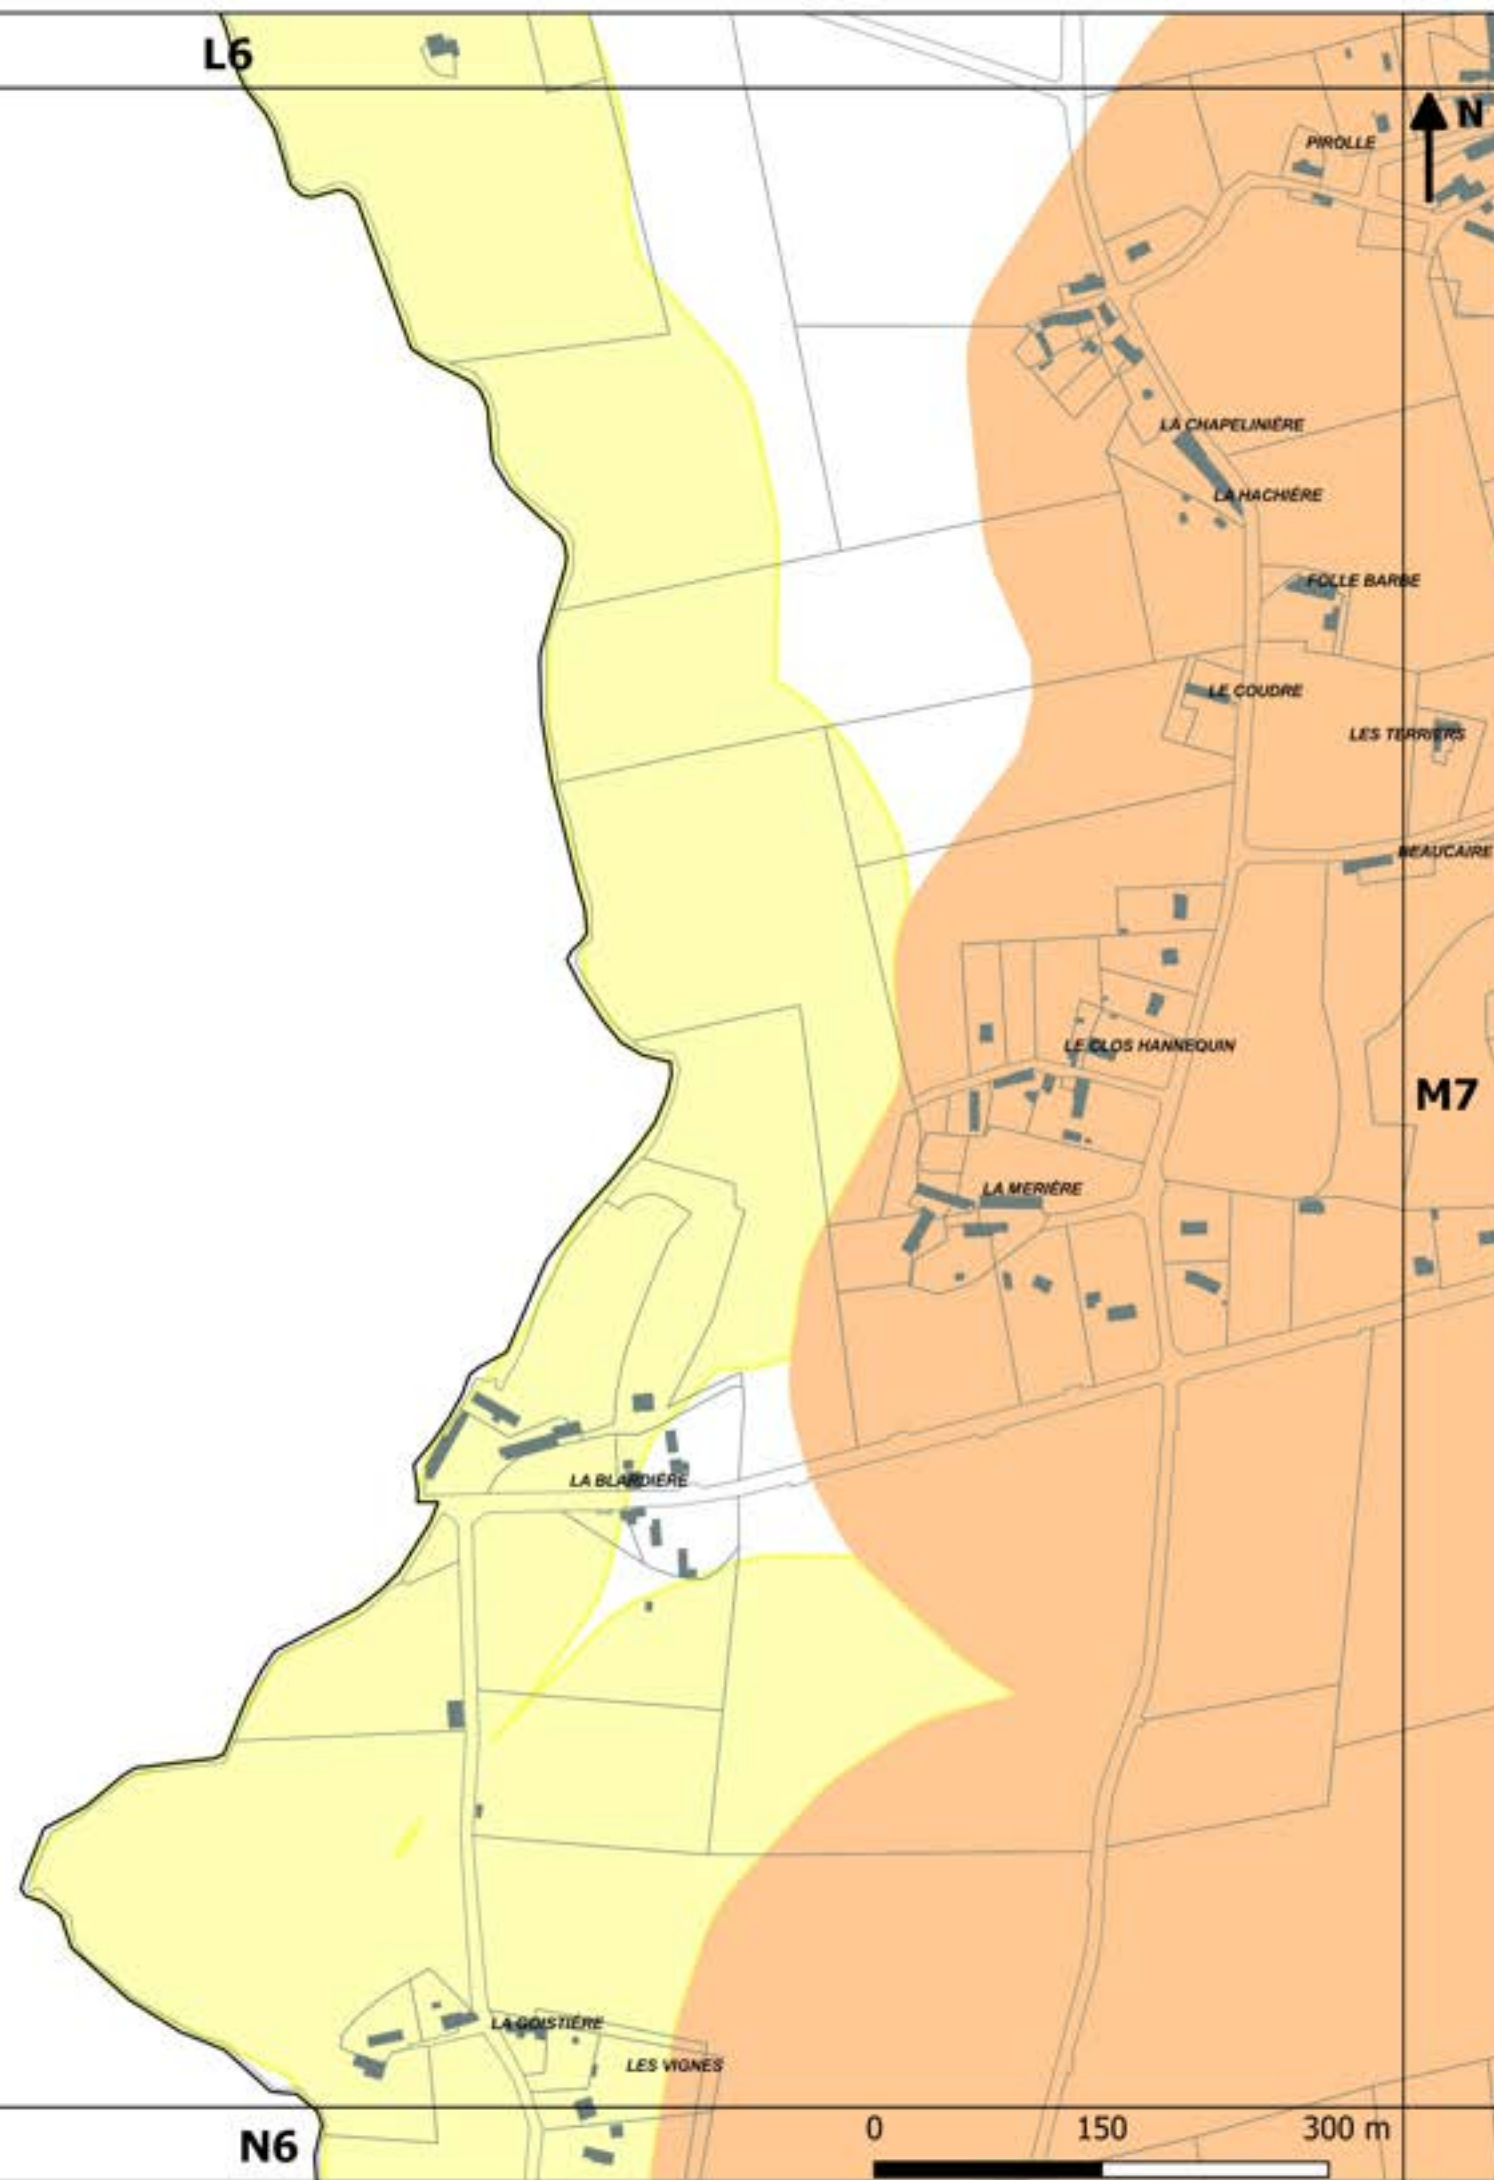 L6
N
PIROLLE
LA CHAPELINIÈRE
LA HACHIÈRE
FOLLE BARBE
LE COUDRE
LES TERRIERS
BEAUCAIRE
LE CLOS HANNEQUIN
M7
LA MERIÈRE
LA BLARDIÈRE
LA GOISTIÈRE
LES VIGNES
0 150 300 m
N6